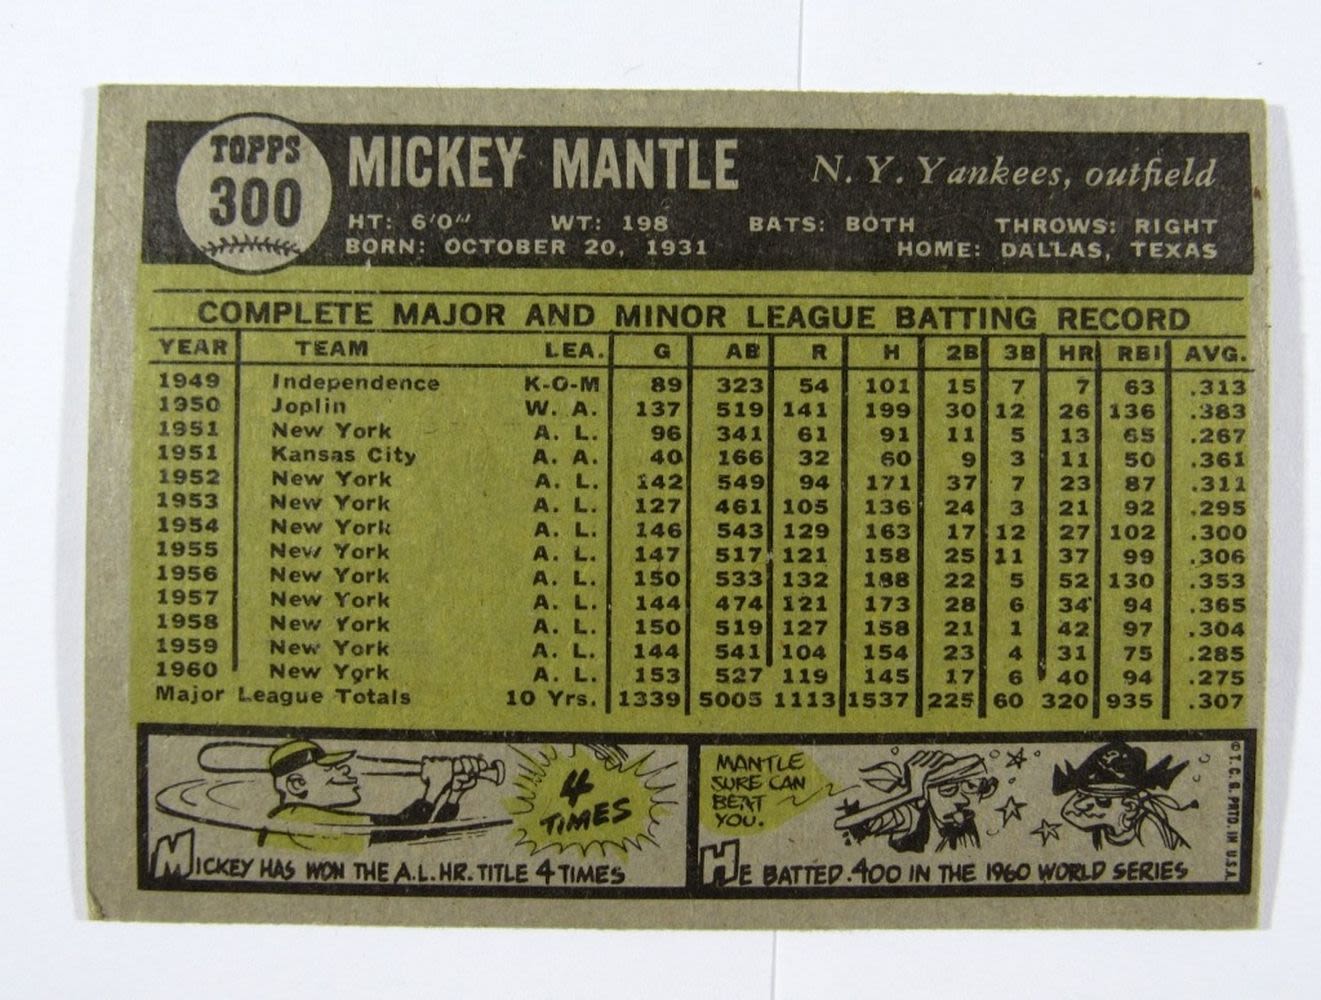 TOPPS
300
MICKEY MANTLE
N. Y. Yankees, outfield
HT: 6'0" WT: 198 BATS: BOTH THROWS: RIGHT
BORN: OCTOBER 20, 1931 HOME: DALLAS, TEXAS
COMPLETE MAJOR AND MINOR LEAGUE BATTING RECORD
YEAR TEAM LEA. G AB R H 2B 3B HR RBI AVG.
1949 Independence K-O-M 89 323 54 101 15 7 7 63 .313
1950 Joplin W. A. 137 519 141 199 30 12 26 136 .383
1951 New York A. L. 96 341 61 91 11 5 13 65 .267
1951 Kansas City A. A. 40 166 32 60 9 3 11 50 .361
1952 New York A. L. 142 549 94 171 37 7 23 87 .311
1953 New York A. L. 127 461 105 136 24 3 21 92 .295
1954 New York A. L. 146 543 129 163 17 12 27 102 .300
1955 New York A. L. 147 517 121 158 25 11 37 99 .306
1956 New York A. L. 150 533 132 188 22 5 52 130 .353
1957 New York A. L. 144 474 121 173 28 6 34 94 .365
1958 New York A. L. 150 519 127 158 21 1 42 97 .304
1959 New York A. L. 144 541 104 154 23 4 31 75 .285
1960 New York A. L. 153 527 119 145 17 6 40 94 .275
Major League Totals 10 Yrs. 1339 5005 1113 1537 225 60 320 935 .307
4
TIMES
MICKEY HAS WON THE A.L. HR. TITLE 4 TIMES
MANTLE
SURE CAN
BEAT
YOU.
HE BATTED .400 IN THE 1960 WORLD SERIES
© T. C. G. PRTD. IN U.S.A.